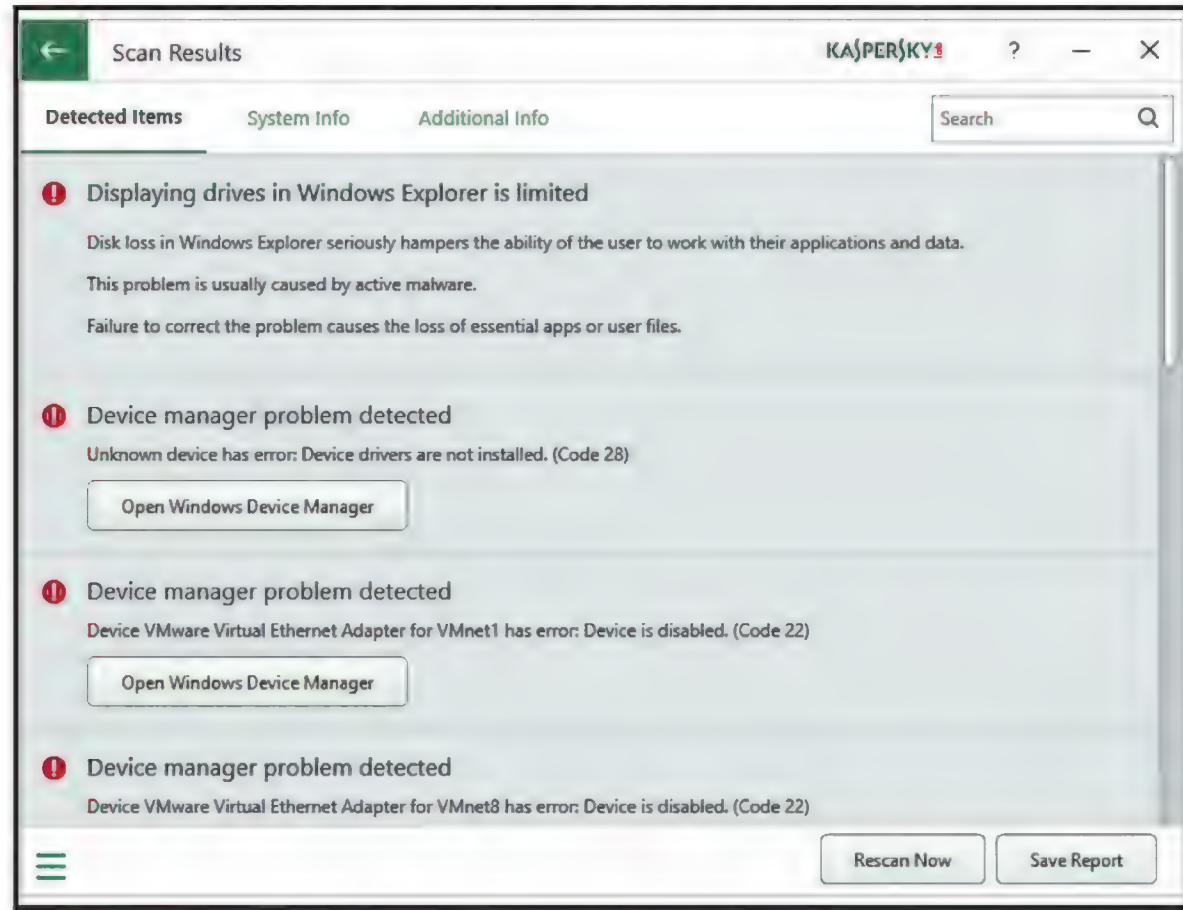 Scan Results
KASPERSKY
?
Detected Items
System Info
Additional Info
Search
Displaying drives in Windows Explorer is limited
Disk loss in Windows Explorer seriously hampers the ability of the user to work with their applications and data.
This problem is usually caused by active malware.
Failure to correct the problem causes the loss of essential apps or user files.
Device manager problem detected
Unknown device has error: Device drivers are not installed. (Code 28)
Open Windows Device Manager
Device manager problem detected
Device VMware Virtual Ethernet Adapter for VMnet1 has error: Device is disabled. (Code 22)
Open Windows Device Manager
Device manager problem detected
Device VMware Virtual Ethernet Adapter for VMnet8 has error: Device is disabled. (Code 22)
Rescan Now
Save Report